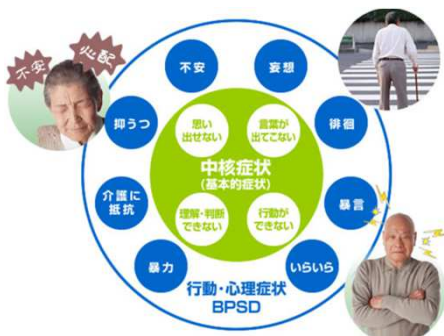 不安
心配
不安
妄想
抑うつ
徘徊
思い
出せない
言葉が
出てこない
中核症状
(基本的症状)
介護に
抵抗
暴言
理解・判断
できない
行動が
できない
暴力
いらいら
行動・心理症状
BPSD